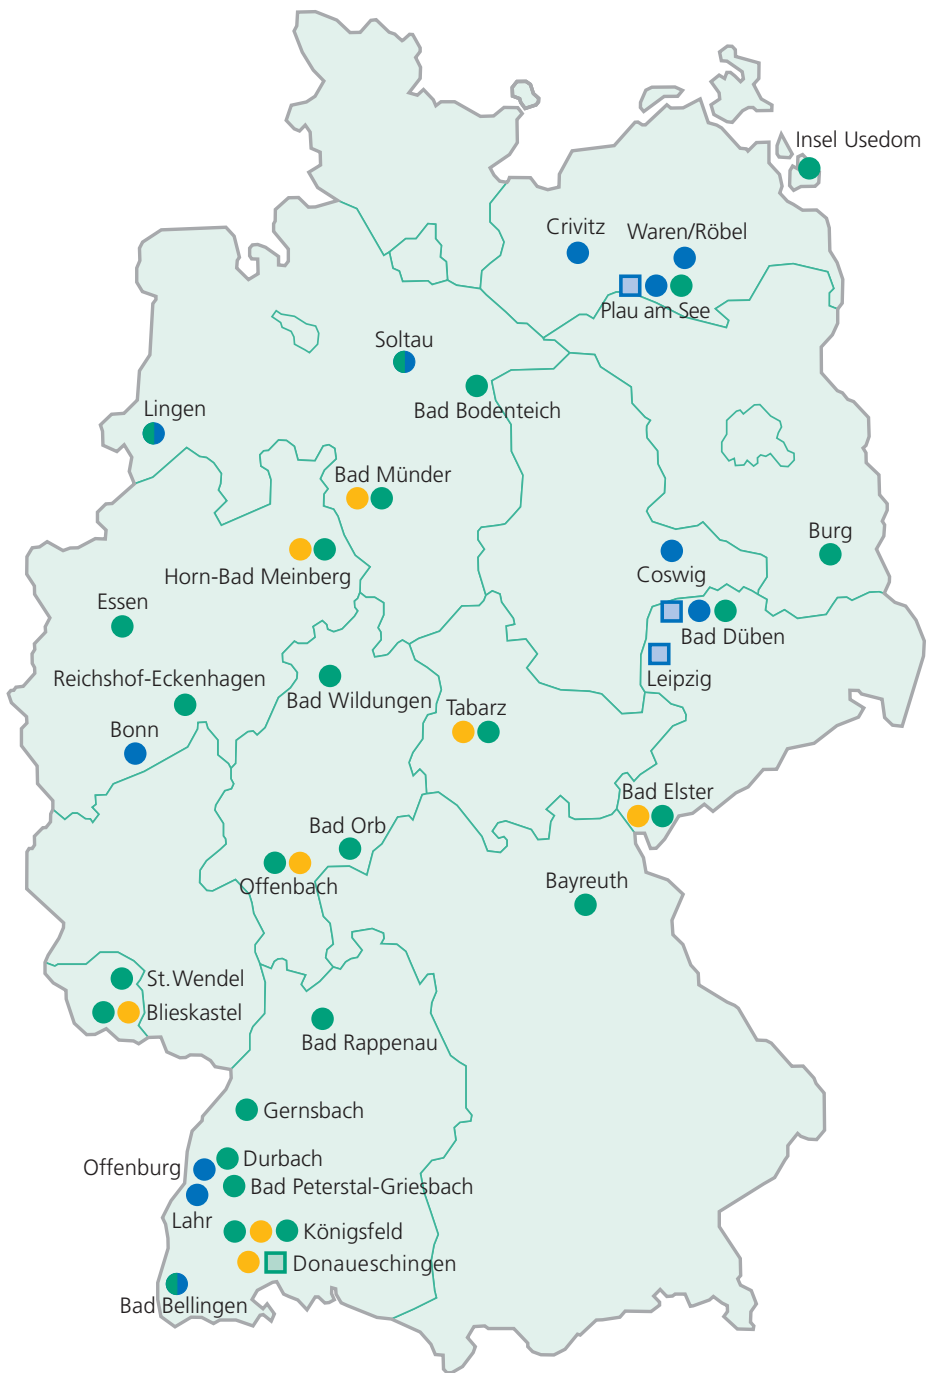 Insel Usedom
Crivitz
Waren/Röbel
Plau am See
Soltau
Bad Bodenteich
Lingen
Bad Münder
Burg
Horn-Bad Meinberg
Coswig
Essen
Bad Düben
Leipzig
Reichshof-Eckenhagen
Bad Wildungen
Tabarz
Bonn
Bad Elster
Bad Orb
Offenbach
Bayreuth
St. Wendel
Blieskastel
Bad Rappenau
Gernsbach
Durbach
Offenburg
Bad Peterstal-Griesbach
Lahr
Königsfeld
Donaueschingen
Bad Bellingen